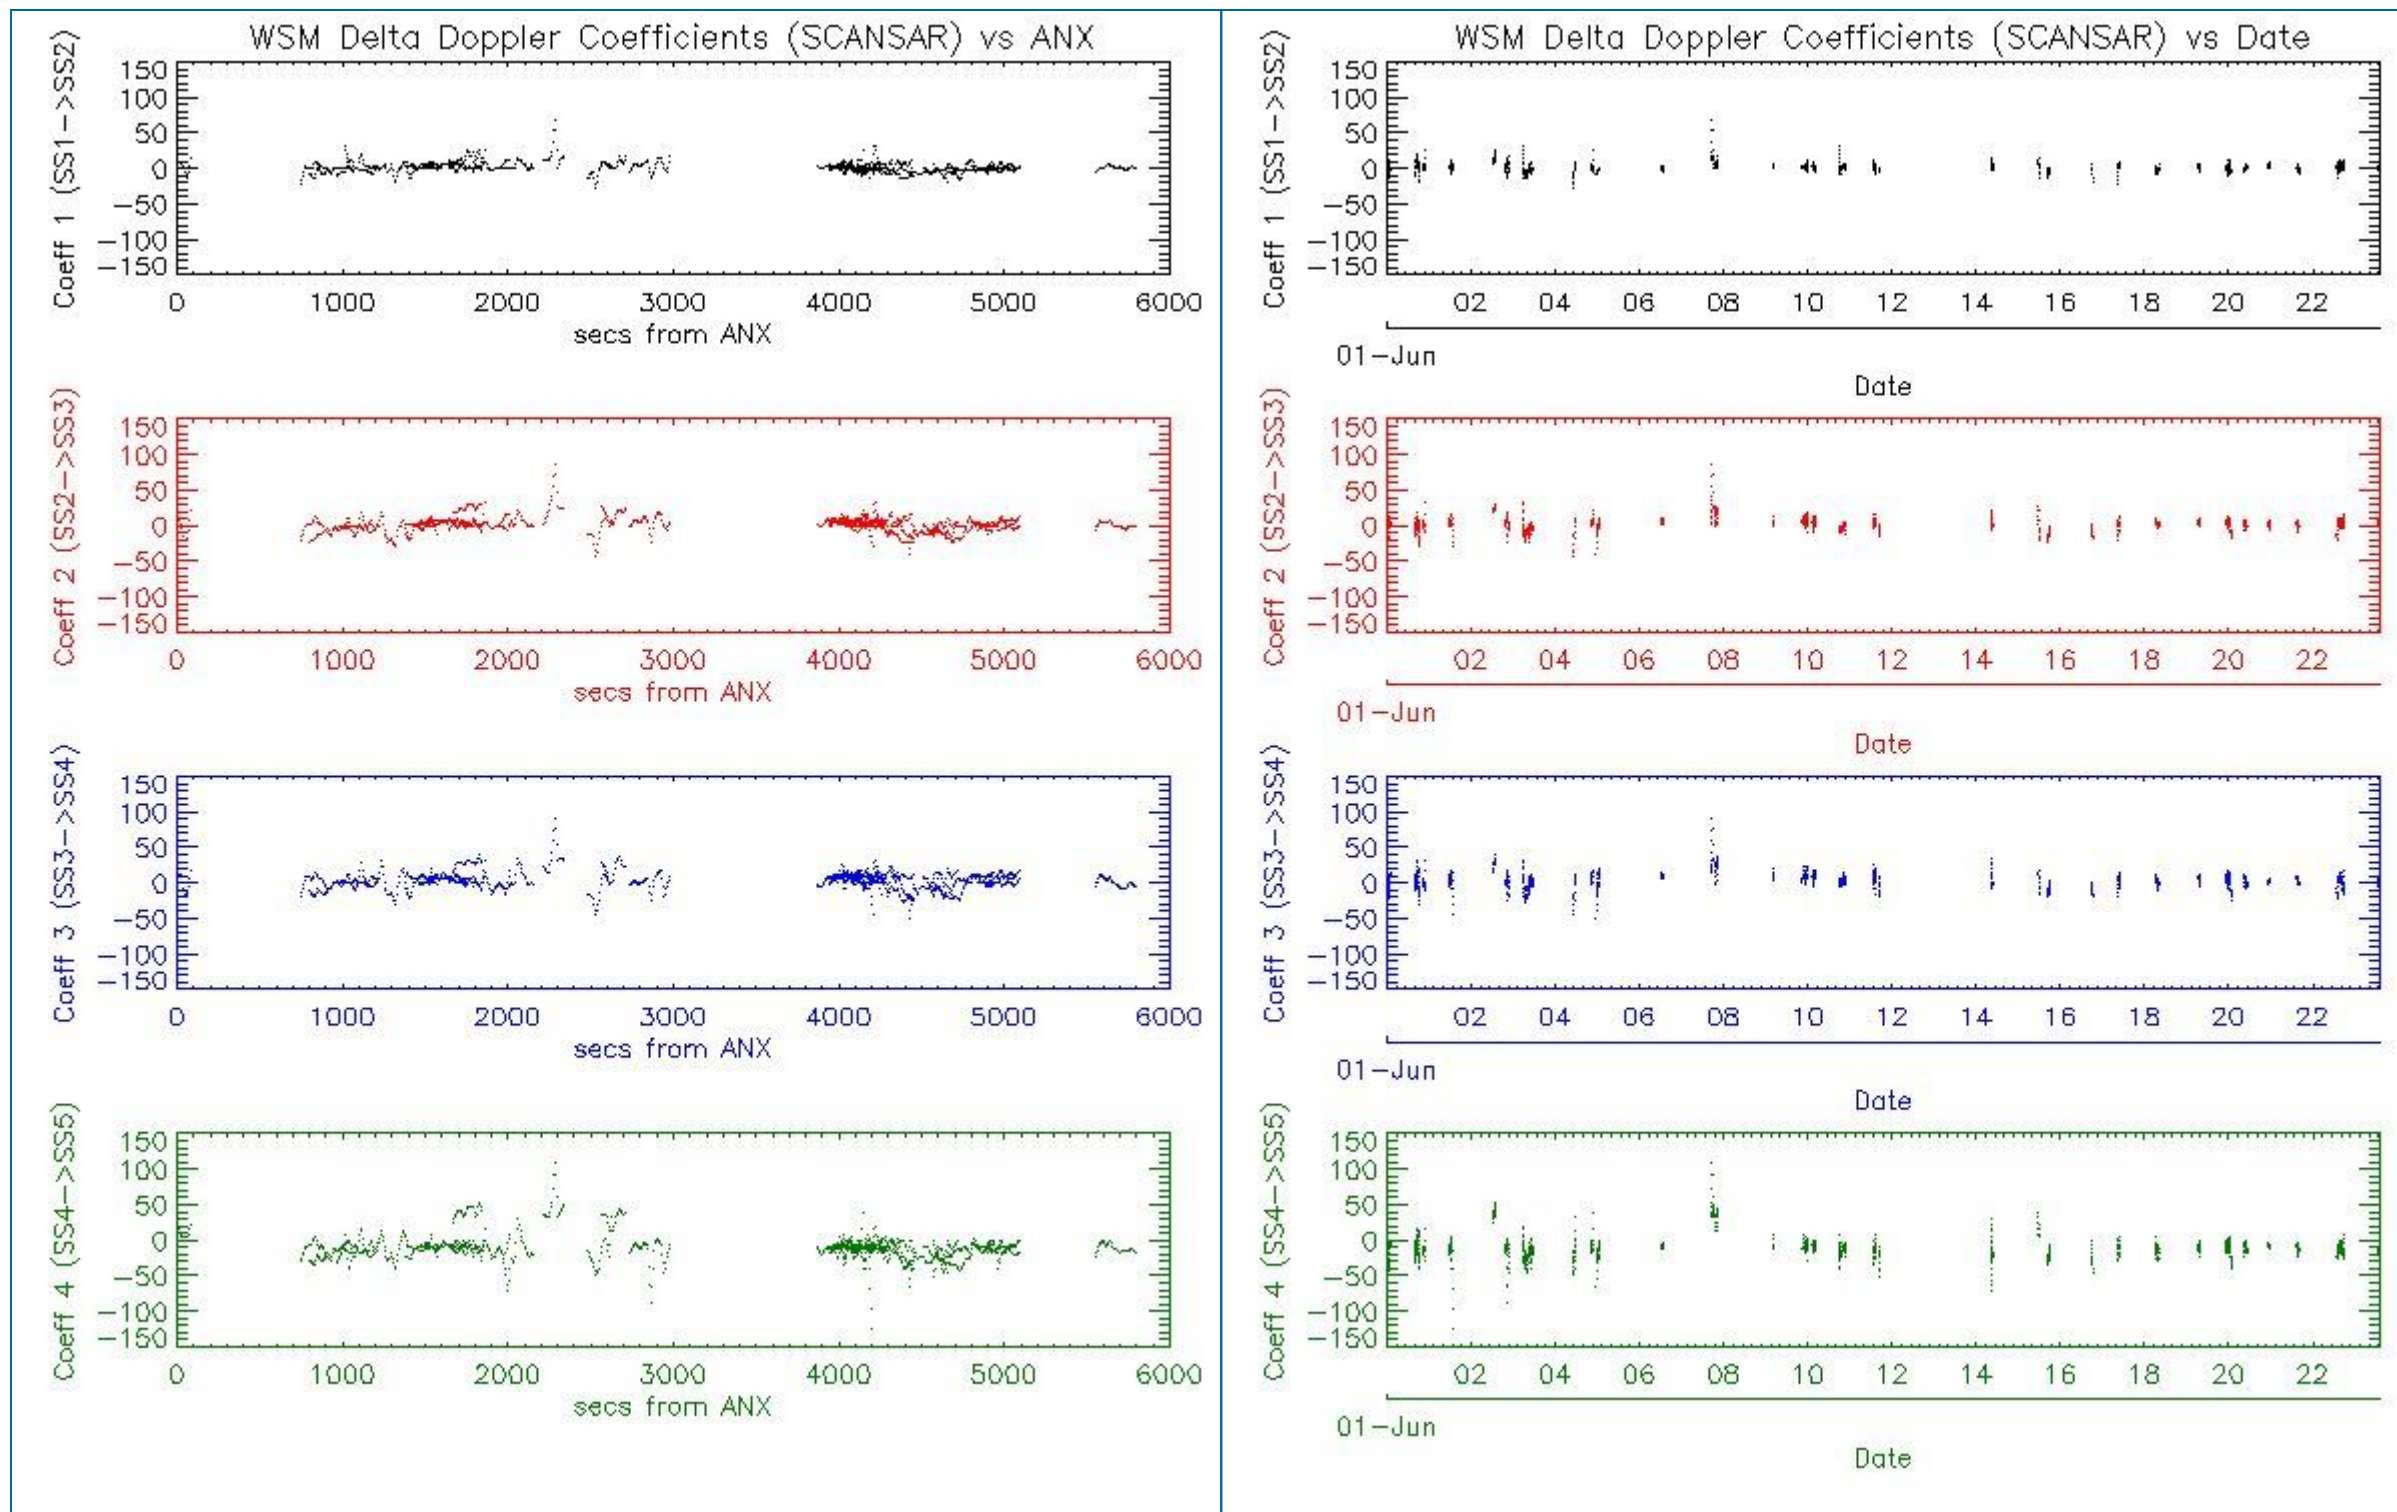 WSM Delta Doppler Coefficients (SCANSAR) vs ANX
Coeff 1 (SS1->SS2)
150
100
50
0
-50
-100
-150
0 1000 2000 3000 4000 5000 6000
secs from ANX
Coeff 2 (SS2->SS3)
150
100
50
0
-50
-100
-150
0 1000 2000 3000 4000 5000 6000
secs from ANX
Coeff 3 (SS3->SS4)
150
100
50
0
-50
-100
-150
0 1000 2000 3000 4000 5000 6000
secs from ANX
Coeff 4 (SS4->SS5)
150
100
50
0
-50
-100
-150
0 1000 2000 3000 4000 5000 6000
secs from ANX
WSM Delta Doppler Coefficients (SCANSAR) vs Date
Coeff 1 (SS1->SS2)
150
100
50
0
-50
-100
-150
02 04 06 08 10 12 14 16 18 20 22
01-Jun
Date
Coeff 2 (SS2->SS3)
150
100
50
0
-50
-100
-150
02 04 06 08 10 12 14 16 18 20 22
01-Jun
Date
Coeff 3 (SS3->SS4)
150
100
50
0
-50
-100
-150
02 04 06 08 10 12 14 16 18 20 22
01-Jun
Date
Coeff 4 (SS4->SS5)
150
100
50
0
-50
-100
-150
02 04 06 08 10 12 14 16 18 20 22
01-Jun
Date